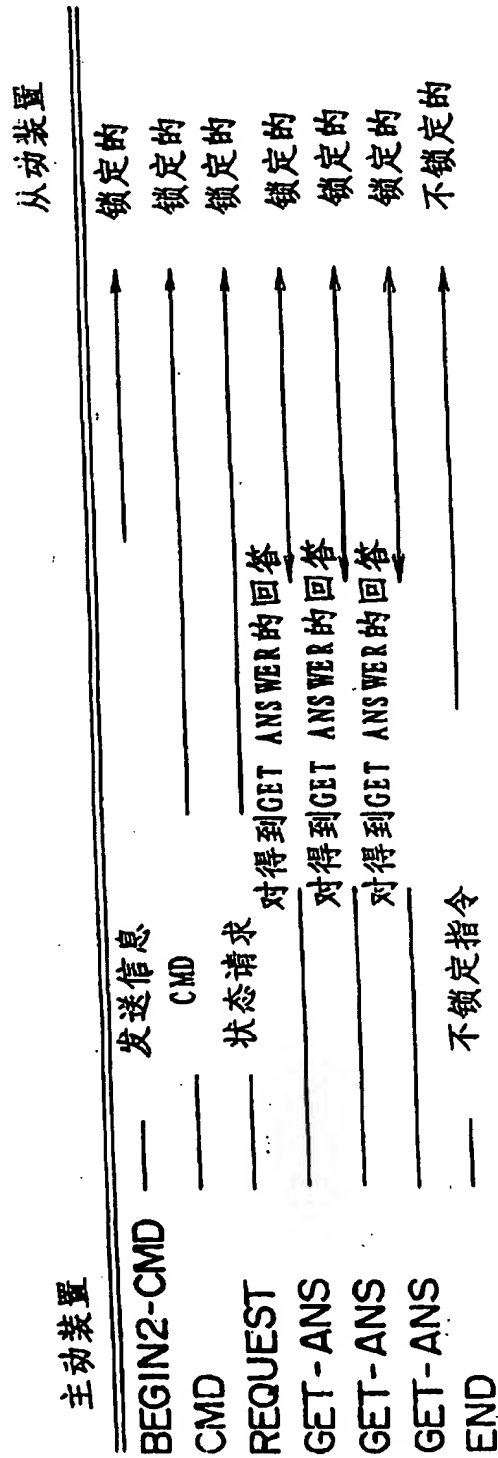 主动装置 从动装置
BEGIN2-CMD 发送信息 锁定的
CMD CMD 锁定的
REQUEST 状态请求 锁定的
GET-ANS 对得到GET ANSWER的回答 锁定的
GET-ANS 对得到GET ANSWER的回答 锁定的
GET-ANS 对得到GET ANSWER的回答 锁定的
END 不锁定指令 不锁定的